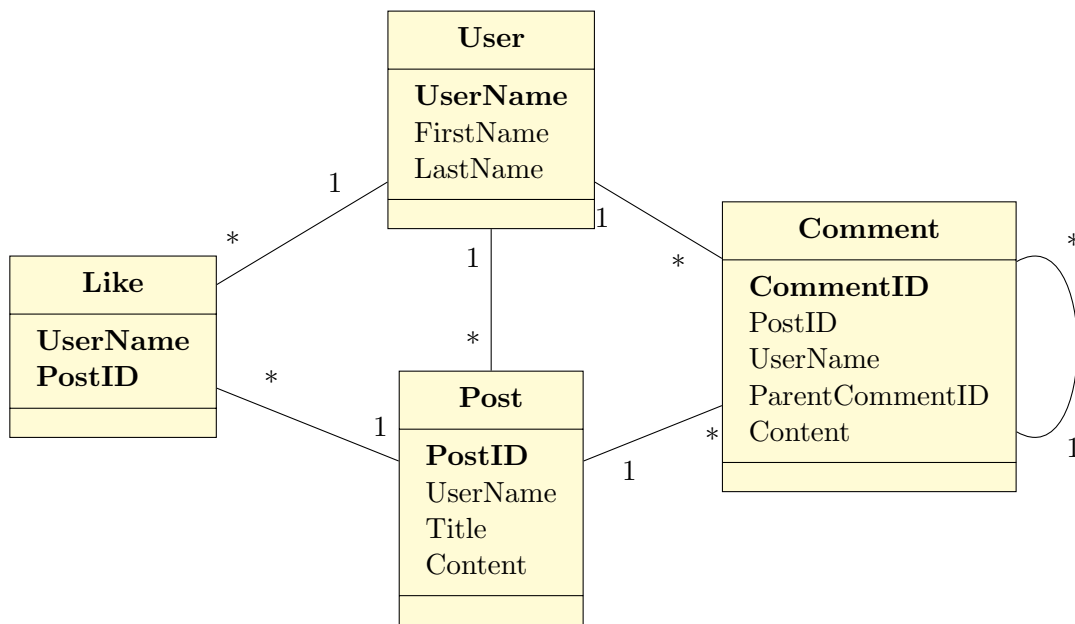 User
UserName
FirstName
LastName
1
*
1
*
1
*
Like
UserName
PostID
*
1
Post
PostID
UserName
Title
Content
1
*
Comment
CommentID
PostID
UserName
ParentCommentID
Content
*
1